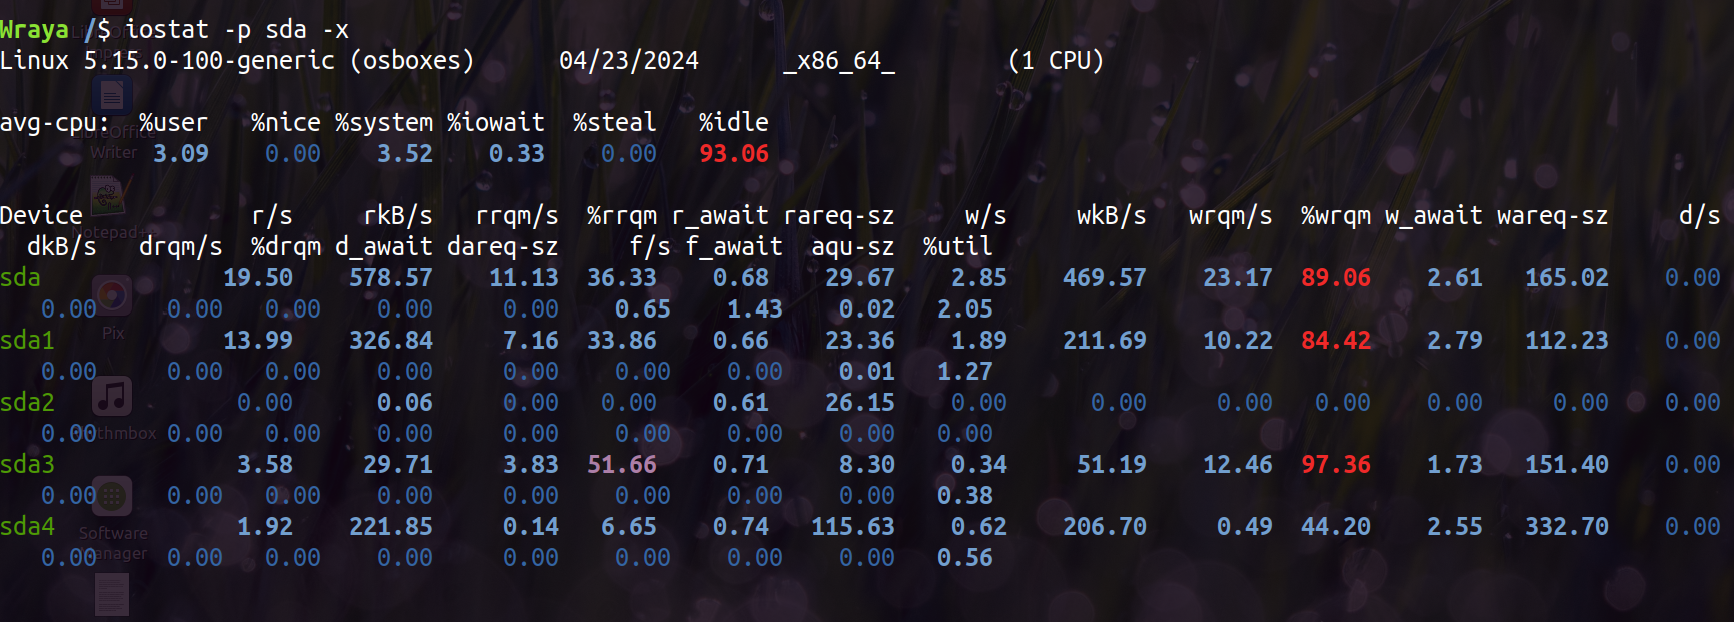 Wraya /$ iostat -p sda -x
Linux 5.15.0-100-generic (osboxes) 04/23/2024 _x86_64_ (1 CPU)
avg-cpu: %user %nice %system %iowait %steal %idle
3.09 0.00 3.52 0.33 0.00 93.06
Device r/s rkB/s rrqm/s %rrqm r_await rareq-sz w/s wkB/s wrqm/s %wrqm w_await wareq-sz d/s
dkB/s drqm/s %drqm d_await dareq-sz f/s f_await aqu-sz %util
sda 19.50 578.57 11.13 36.33 0.68 29.67 2.85 469.57 23.17 89.06 2.61 165.02 0.00
0.00 0.00 0.00 0.00 0.00 0.65 1.43 0.02 2.05
sda1 13.99 326.84 7.16 33.86 0.66 23.36 1.89 211.69 10.22 84.42 2.79 112.23 0.00
0.00 0.00 0.00 0.00 0.00 0.00 0.00 0.01 1.27
sda2 0.00 0.06 0.00 0.00 0.61 26.15 0.00 0.00 0.00 0.00 0.00 0.00 0.00
0.00 0.00 0.00 0.00 0.00 0.00 0.00 0.00 0.00
sda3 3.58 29.71 3.83 51.66 0.71 8.30 0.34 51.19 12.46 97.36 1.73 151.40 0.00
0.00 0.00 0.00 0.00 0.00 0.00 0.00 0.00 0.38
sda4 1.92 221.85 0.14 6.65 0.74 115.63 0.62 206.70 0.49 44.20 2.55 332.70 0.00
0.00 0.00 0.00 0.00 0.00 0.00 0.00 0.00 0.56
LibreOffice
Writer
Pix
Software
Manager